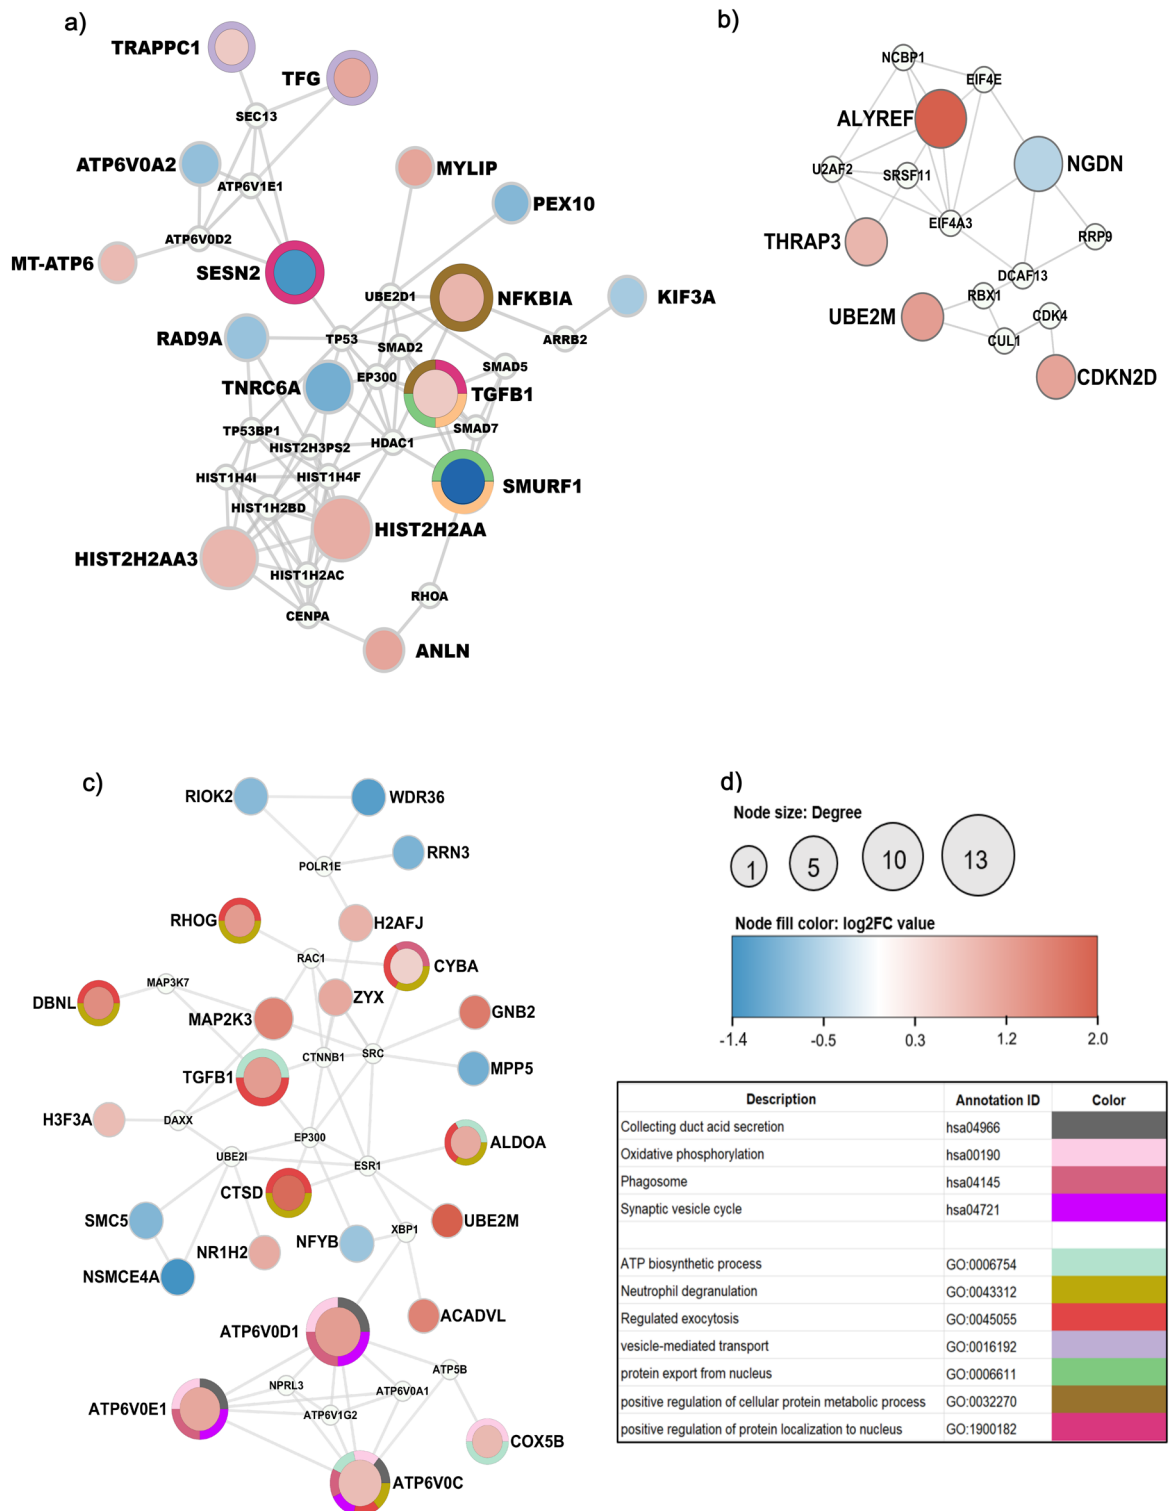 a)
TRAPPC1
TFG
SEC13
ATP6V0A2
ATP6V1E1
MYLIP
PEX10
ATP6V0D2
MT-ATP6
SESN2
UBE2D1
NFKBIA
KIF3A
RAD9A
TP53
SMAD2
ARRB2
EP300
SMAD5
TNRC6A
TGFB1
TP53BP1
SMAD7
HIST2H3PS2
HDAC1
HIST1H4I
HIST1H4F
SMURF1
HIST1H2BD
HIST2H2AA
HIST2H2AA3
HIST1H2AC
RHOA
CENPA
ANLN
b)
NCBP1
EIF4E
ALYREF
NGDN
U2AF2
SRSF11
EIF4A3
THRAP3
RRP9
DCAF13
RBX1
UBE2M
CDK4
CUL1
CDKN2D
c)
RIOK2
WDR36
RRN3
POLR1E
RHOG
H2AFJ
RAC1
CYBA
MAP3K7
DBNL
ZYX
GNB2
MAP2K3
CTNNB1
SRC
MPP5
TGFB1
H3F3A
DAXX
EP300
ALDOA
UBE2I
ESR1
CTSD
SMC5
UBE2M
XBP1
NR1H2
NFYB
NSMCE4A
ACADVL
ATP6V0D1
ATP5B
NPRL3
ATP6V0A1
ATP6V0E1
ATP6V1G2
COX5B
ATP6V0C
d)
Node size: Degree
1 5 10 13
Node fill color: log2FC value
-1.4 -0.5 0.3 1.2 2.0
Description Annotation ID Color
Collecting duct acid secretion hsa04966
Oxidative phosphorylation hsa00190
Phagosome hsa04145
Synaptic vesicle cycle hsa04721
ATP biosynthetic process GO:0006754
Neutrophil degranulation GO:0043312
Regulated exocytosis GO:0045055
vesicle-mediated transport GO:0016192
protein export from nucleus GO:0006611
positive regulation of cellular protein metabolic process GO:0032270
positive regulation of protein localization to nucleus GO:1900182